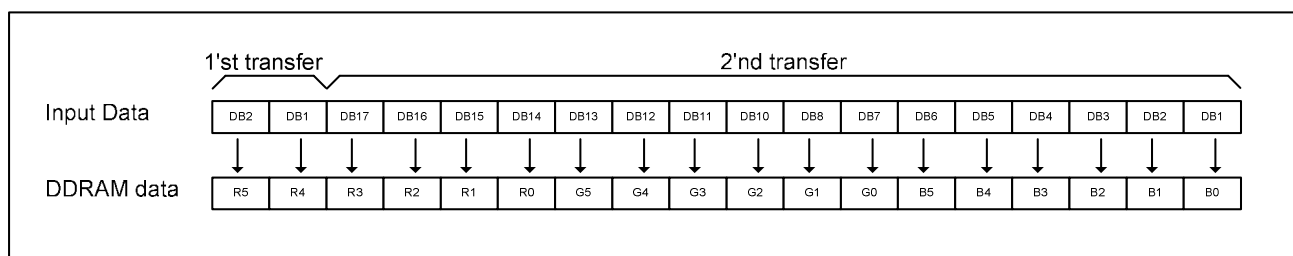 1'st transfer 2'nd transfer
Input Data DB2 DB1 DB17 DB16 DB15 DB14 DB13 DB12 DB11 DB10 DB8 DB7 DB6 DB5 DB4 DB3 DB2 DB1
DDRAM data R5 R4 R3 R2 R1 R0 G5 G4 G3 G2 G1 G0 B5 B4 B3 B2 B1 B0